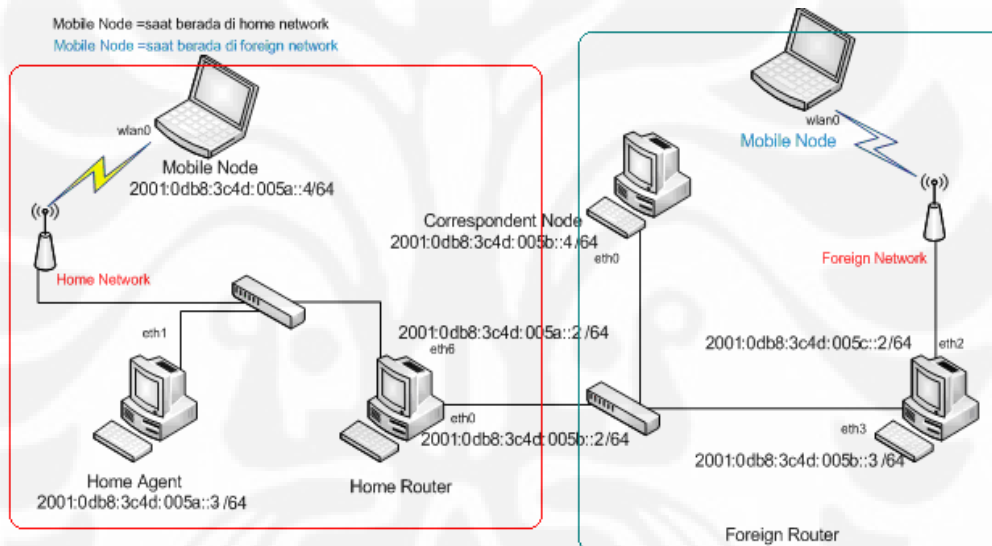 Mobile Node =saat berada di home network
Mobile Node =saat berada di foreign network
wlan0
Mobile Node
2001:0db8:3c4d:005a::4/64
Home Network
eth1
Home Agent
2001:0db8:3c4d:005a::3 /64
2001:0db8:3c4d:005a::2 /64
eth6
eth0
2001:0db8:3c4d:005b::2/64
Home Router
Correspondent Node
2001:0db8:3c4d:005b::4/64
eth0
wlan0
Mobile Node
Foreign Network
2001:0db8:3c4d:005c::2/64
eth2
eth3
2001:0db8:3c4d:005b::3 /64
Foreign Router